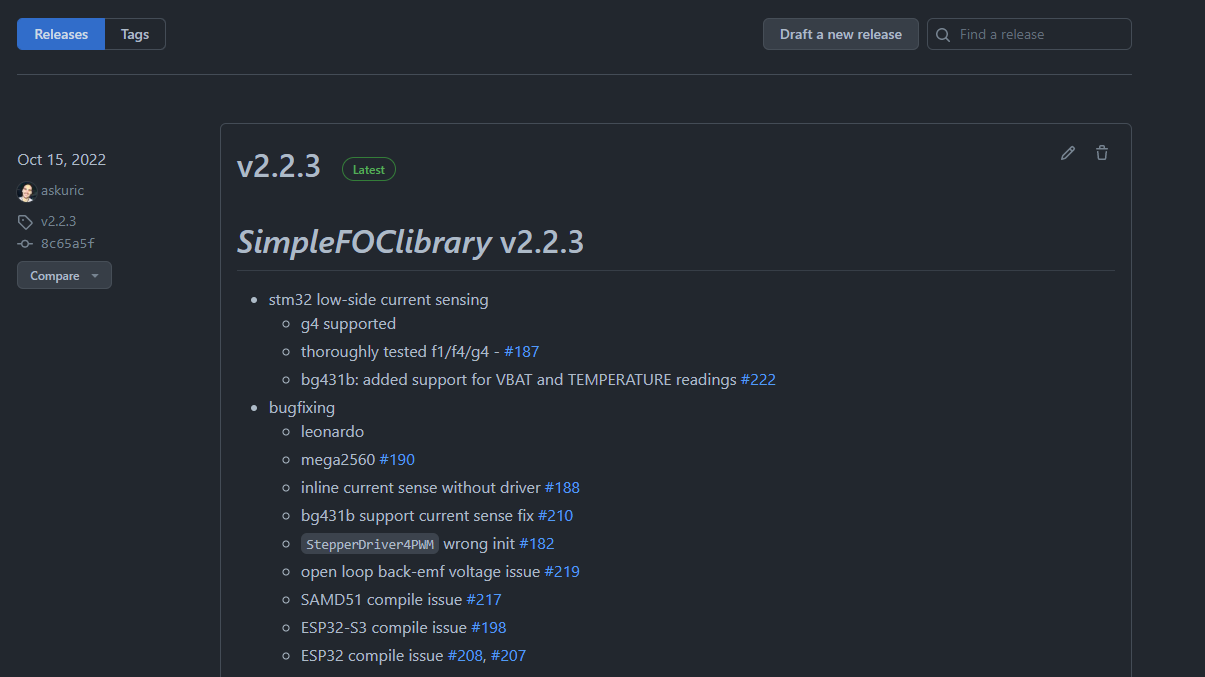 Releases
Tags
Draft a new release
Find a release
Oct 15, 2022
askuric
v2.2.3
8c65a5f
Compare
v2.2.3
Latest
SimpleFOClibrary v2.2.3
stm32 low-side current sensing
g4 supported
thoroughly tested f1/f4/g4 - #187
bg431b: added support for VBAT and TEMPERATURE readings #222
bugfixing
leonardo
mega2560 #190
inline current sense without driver #188
bg431b support current sense fix #210
StepperDriver4PWM wrong init #182
open loop back-emf voltage issue #219
SAMD51 compile issue #217
ESP32-S3 compile issue #198
ESP32 compile issue #208, #207